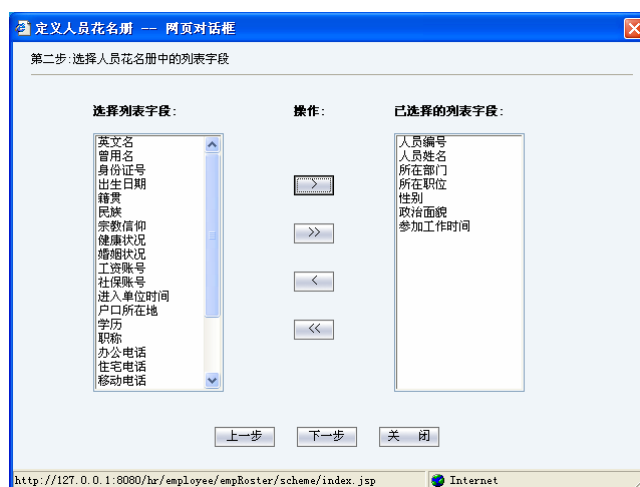 定义人员花名册 -- 网页对话框
第二步:选择人员花名册中的列表字段
选择列表字段:
操作:
已选择的列表字段:
英文名
曾用名
身份证号
出生日期
籍贯
民族
宗教信仰
健康状况
婚姻状况
工资账号
社保账号
进入单位时间
户口所在地
学历
职称
办公电话
住宅电话
移动电话
>
>>
<
<<
人员编号
人员姓名
所在部门
所在职位
性别
政治面貌
参加工作时间
上一步 下一步 关 闭
http://127.0.0.1:8080/hr/employee/empRoster/scheme/index.jsp Internet